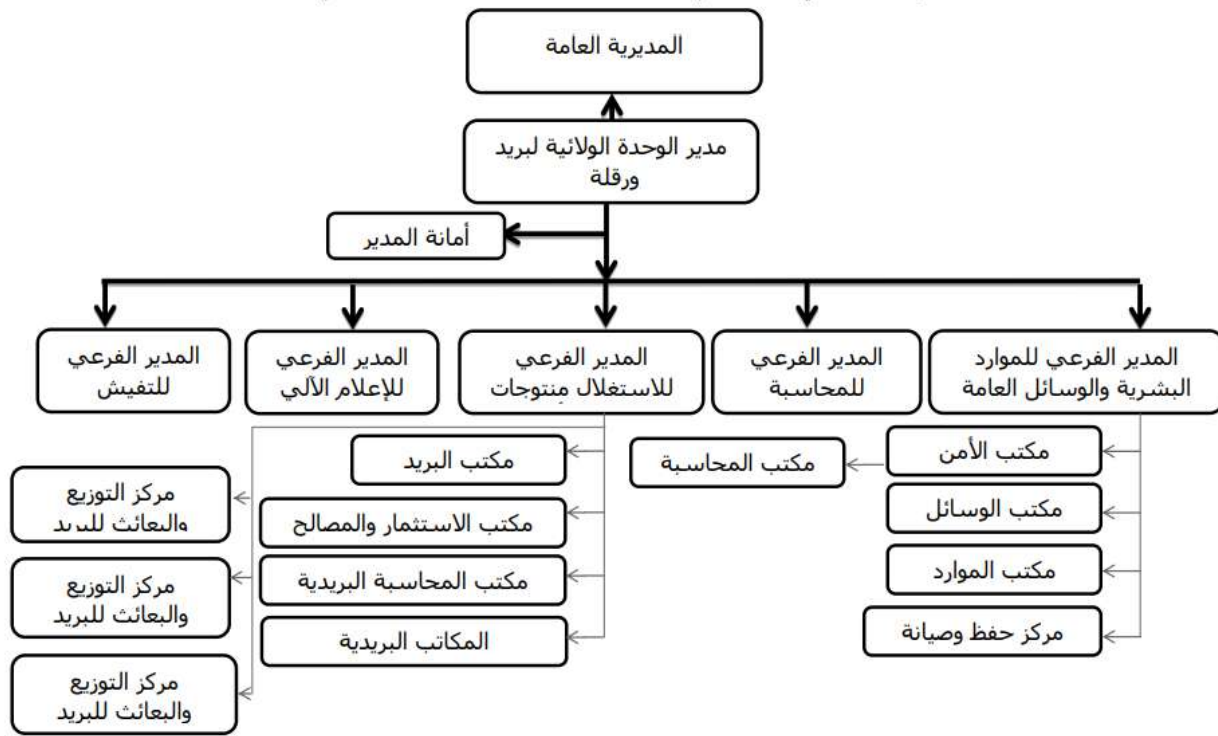 المديرية العامة
مدير الوحدة الولائية لبريد
ورقلة
أمانة المدير
المدير الفرعي للموارد
البشرية والوسائل العامة
المدير الفرعي
للمحاسبة
المدير الفرعي
للاستغلال منتوجات
المدير الفرعي
للإعلام الآلي
المدير الفرعي
للتفيش
مكتب الأمن
مكتب الوسائل
مكتب الموارد
مركز حفظ وصيانة
مكتب المحاسبة
مكتب البريد
مكتب الاستثمار والمصالح
مكتب المحاسبة البريدية
المكاتب البريدية
مركز التوزيع
والبعائث للبريد
مركز التوزيع
والبعائث للبريد
مركز التوزيع
والبعائث للبريد